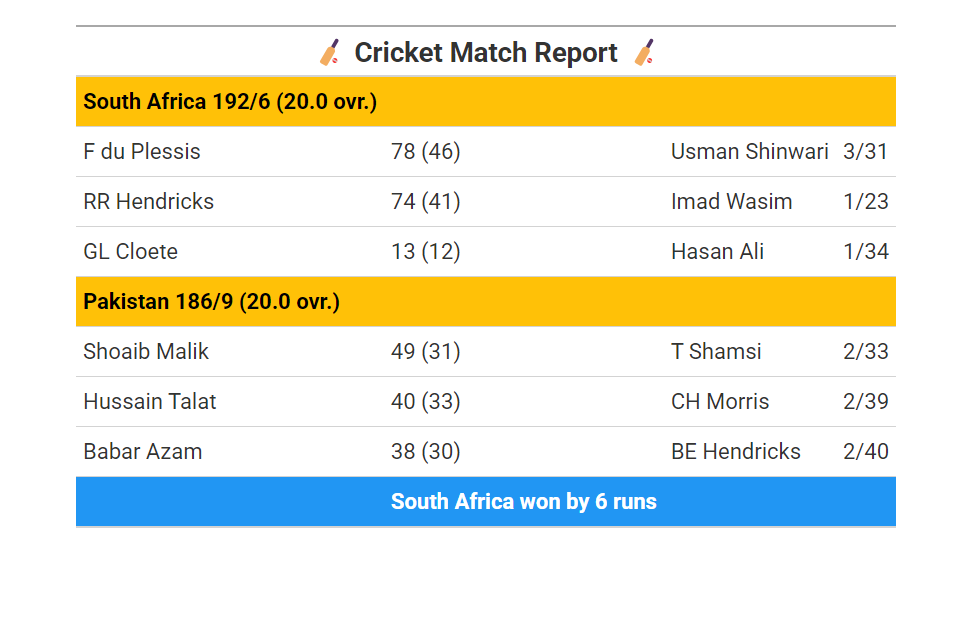 Cricket Match Report
South Africa 192/6 (20.0 ovr.)
F du Plessis 78 (46) Usman Shinwari 3/31
RR Hendricks 74 (41) Imad Wasim 1/23
GL Cloete 13 (12) Hasan Ali 1/34
Pakistan 186/9 (20.0 ovr.)
Shoaib Malik 49 (31) T Shamsi 2/33
Hussain Talat 40 (33) CH Morris 2/39
Babar Azam 38 (30) BE Hendricks 2/40
South Africa won by 6 runs